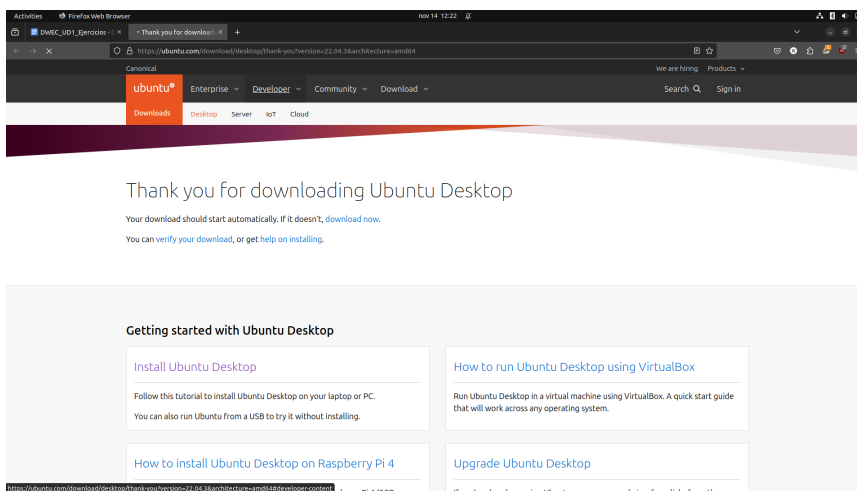 Activities Firefox Web Browser nov 14 12:22
DWEC_UD1_Ejercicios - Thank you for download
https://ubuntu.com/download/desktop/thank-you?version=22.04.3&architecture=amd64
Canonical We are hiring Products
ubuntu® Enterprise Developer Community Download Search Sign in
Downloads Desktop Server IoT Cloud
Thank you for downloading Ubuntu Desktop
Your download should start automatically. If it doesn't, download now.
You can verify your download, or get help on installing.
Getting started with Ubuntu Desktop
Install Ubuntu Desktop
Follow this tutorial to install Ubuntu Desktop on your laptop or PC.
You can also run Ubuntu from a USB to try it without installing.
How to run Ubuntu Desktop using VirtualBox
Run Ubuntu Desktop in a virtual machine using VirtualBox. A quick start guide
that will work across any operating system.
How to install Ubuntu Desktop on Raspberry Pi 4
Upgrade Ubuntu Desktop
https://ubuntu.com/download/desktop/thank-you?version=22.04.3&architecture=amd64#developer-content